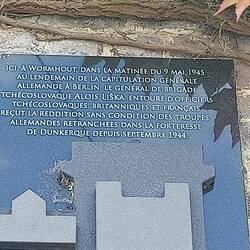 ICI, À WORMHOUT, DANS LA MATINÉE DU 9 MAI 1945
AU LENDEMAIN DE LA CAPITULATION GÉNÉRALE
ALLEMANDE À BERLIN, LE GÉNÉRAL DE BRIGADE
TCHÉCOSLOVAQUE ALOIS LIŠKA, ENTOURÉ D'OFFICIERS
TCHÉCOSLOVAQUES, BRITANNIQUES ET FRANÇAIS,
REÇUT LA REDDITION SANS CONDITION DES TROUPES
ALLEMANDES RETRANCHÉES DANS LA FORTERESSE
DE DUNKERQUE DEPUIS SEPTEMBRE 1944.